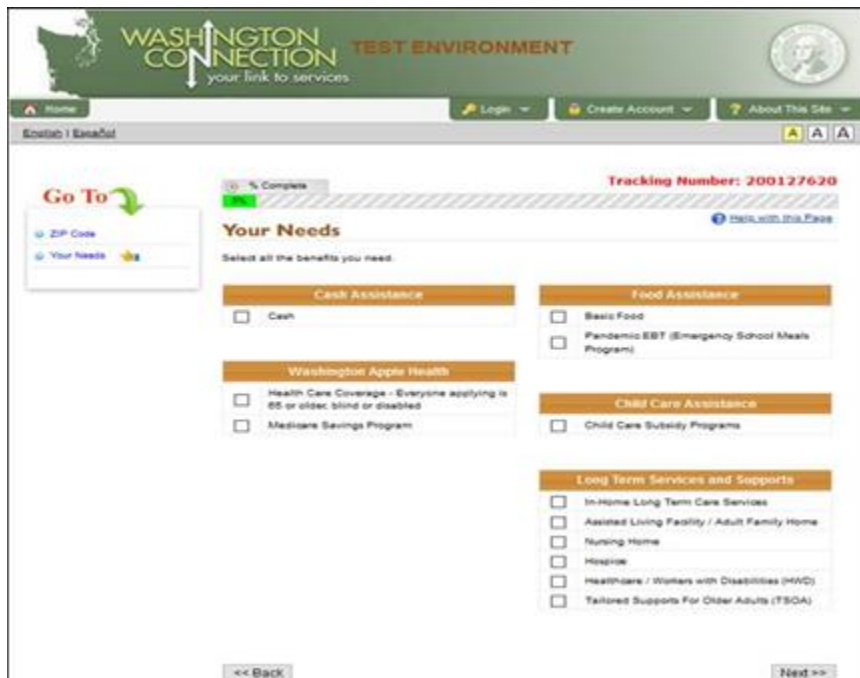 WASHINGTON
CONNECTION
your link to services
TEST ENVIRONMENT
Home
Login
Create Account
? About This Site
English | Español
A A A
Go To
ZIP Code
Your Needs
% Complete
Tracking Number: 200127620
? Help with this Page
Your Needs
Select all the benefits you need.
Cash Assistance
Cash
Washington Apple Health
Health Care Coverage - Everyone applying is
65 or older, blind or disabled
Medicare Savings Program
Food Assistance
Basic Food
Pandemic EBT (Emergency School Meals
Program)
Child Care Assistance
Child Care Subsidy Programs
Long Term Services and Supports
In-Home Long Term Care Services
Assisted Living Facility / Adult Family Home
Nursing Home
Hospice
Healthcare / Workers with Disabilities (HWD)
Tailored Supports For Older Adults (TSOA)
<< Back
Next >>